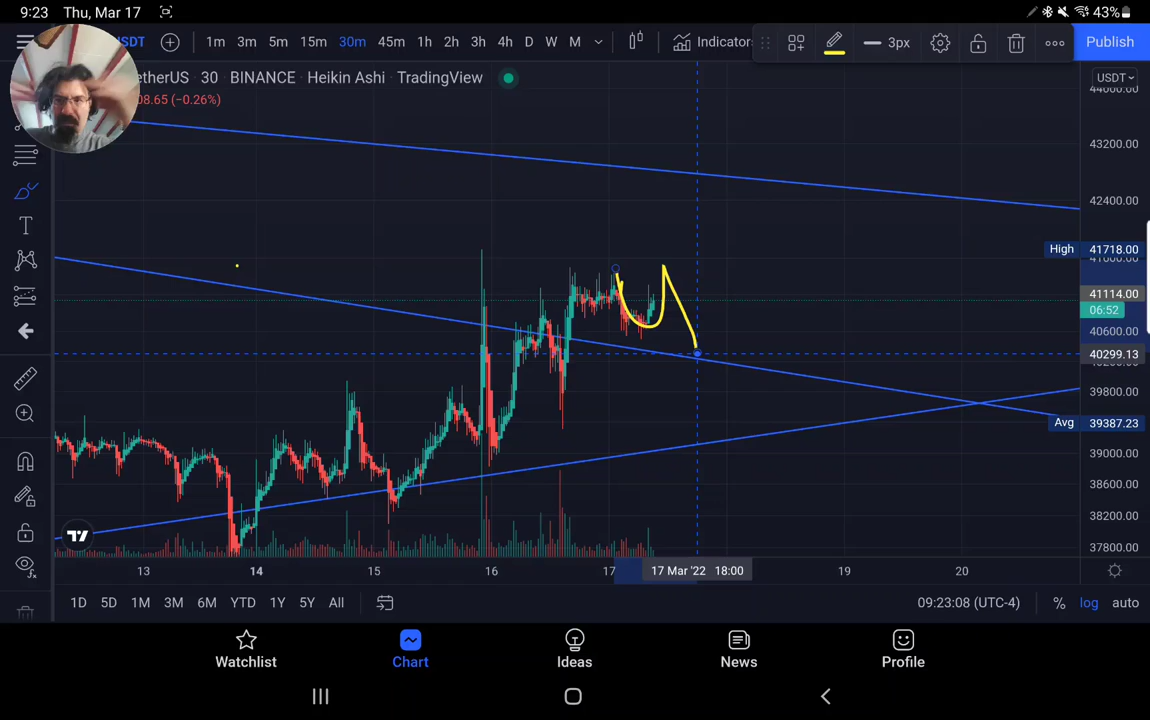 9:23 Thu, Mar 17 43%
SDT 1m 3m 5m 15m 30m 45m 1h 2h 3h 4h D W M Indicator 3px Publish
etherUS · 30 · BINANCE · Heikin Ashi · TradingView
08.65 (−0.26%)
USDT
44000.00
43200.00
42400.00
High 41718.00
41600.00
41114.00
06:52
40600.00
40299.13
39800.00
Avg 39387.23
39000.00
38600.00
38200.00
37800.00
13 14 15 16 17 17 Mar '22 18:00 19 20
1D 5D 1M 3M 6M YTD 1Y 5Y All 09:23:08 (UTC-4) % log auto
Watchlist Chart Ideas News Profile